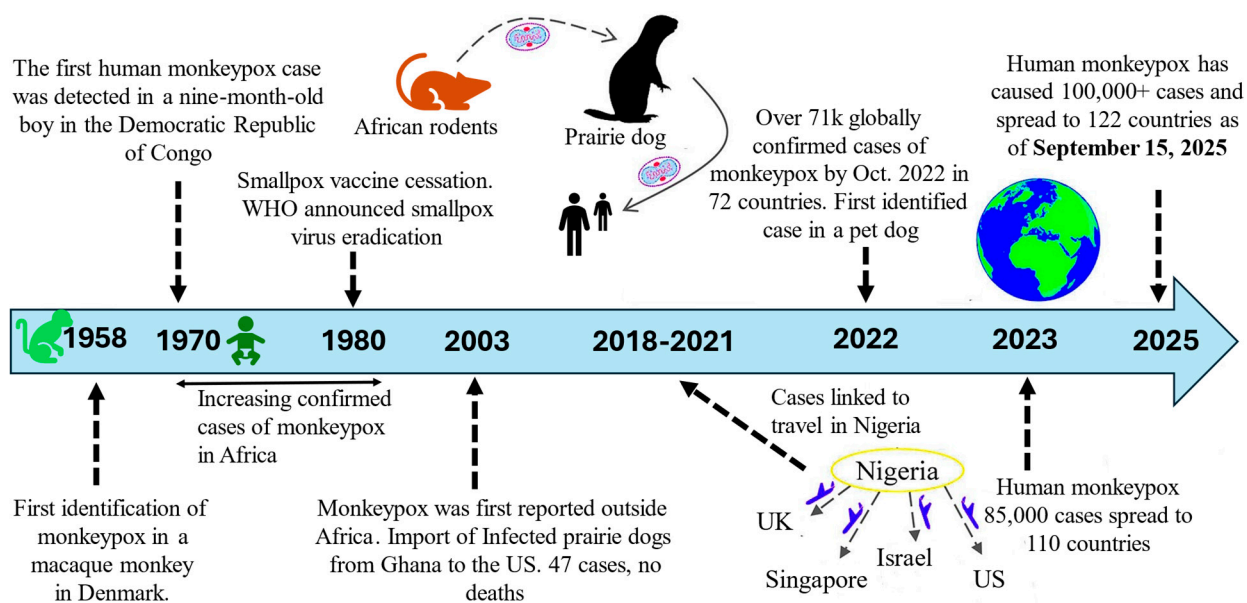 The first human monkeypox case
was detected in a nine-month-old
boy in the Democratic Republic
of Congo
African rodents
Prairie dog
Smallpox vaccine cessation.
WHO announced smallpox
virus eradication
Over 71k globally
confirmed cases of
monkeypox by Oct. 2022 in
72 countries. First identified
case in a pet dog
Human monkeypox has
caused 100,000+ cases and
spread to 122 countries as
of September 15, 2025
1958
1970
1980
2003
2018-2021
2022
2023
2025
Increasing confirmed
cases of monkeypox
in Africa
First identification of
monkeypox in a
macaque monkey
in Denmark.
Monkeypox was first reported outside
Africa. Import of Infected prairie dogs
from Ghana to the US. 47 cases, no
deaths
Cases linked to
travel in Nigeria
Nigeria
UK
Singapore
Israel
US
Human monkeypox
85,000 cases spread to
110 countries